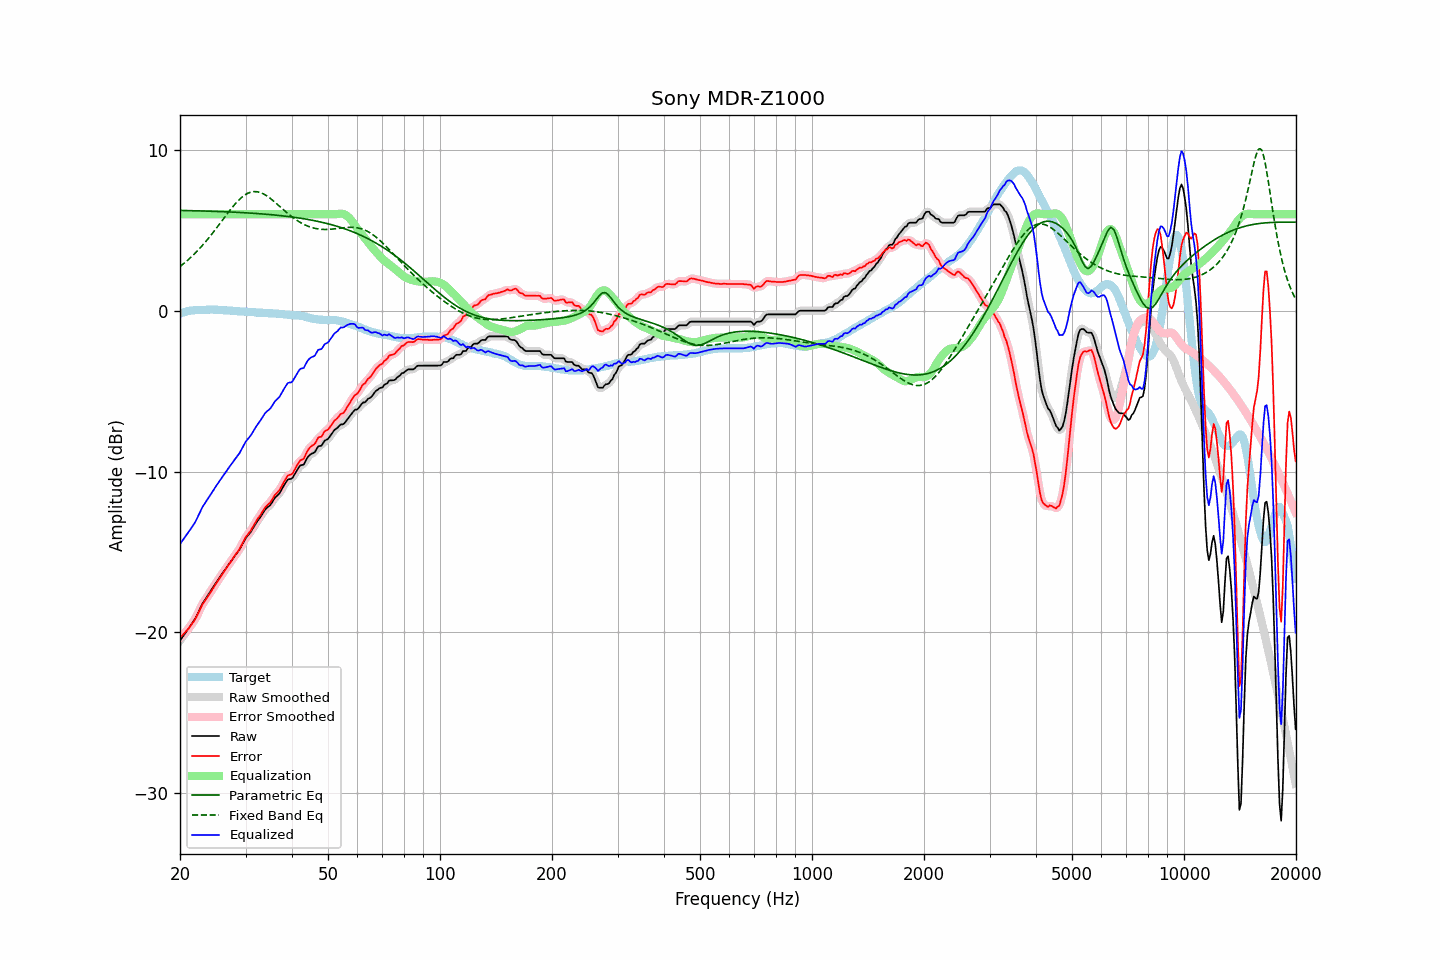 Sony MDR-Z1000
Amplitude (dBr)
10
0
−10
−20
−30
Target
Raw Smoothed
Error Smoothed
Raw
Error
Equalization
Parametric Eq
Fixed Band Eq
Equalized
20 50 100 200 500 1000 2000 5000 10000 20000
Frequency (Hz)